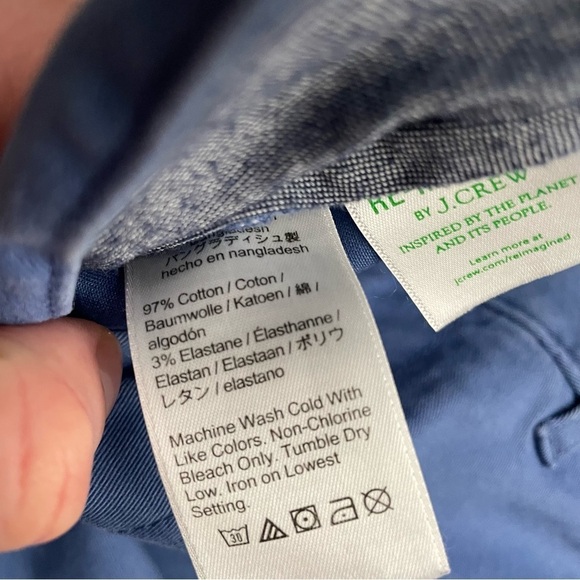 バングラディシュ製
hecho en nangladesh
97% Cotton / Coton /
Baumwolle / Katoen / 綿 /
algodón
3% Elastane / Élasthanne /
Elastan / Elastaan / ポリウ
レタン / elastano
Machine Wash Cold With
Like Colors. Non-Chlorine
Bleach Only. Tumble Dry
Low. Iron on Lowest
Setting.
30
BY J.CREW
INSPIRED BY THE PLANET
AND ITS PEOPLE.
Learn more at
jcrew.com/reimagined